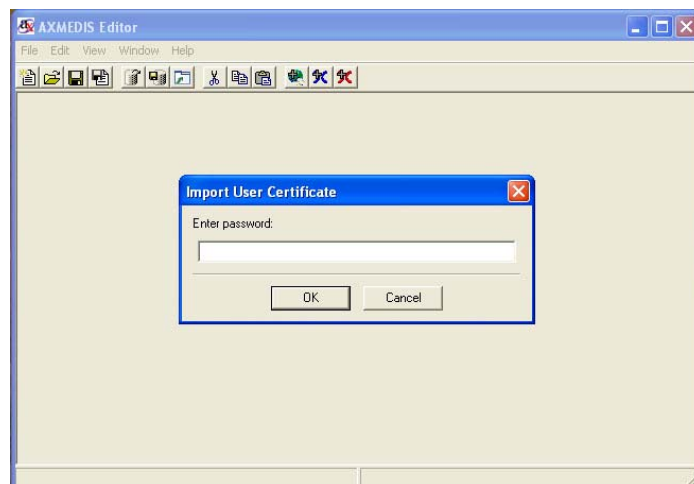 AXMEDIS Editor
File Edit View Window Help
Import User Certificate
Enter password:
OK Cancel